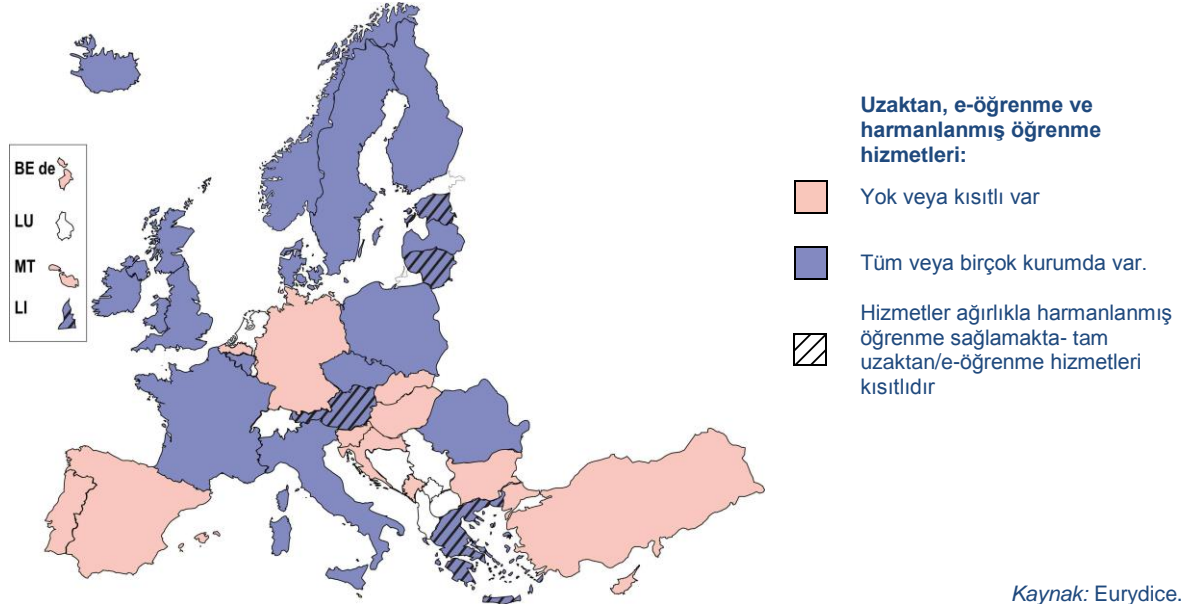 BE de
LU
MT
LI
Uzaktan, e-öğrenme ve
harmanlanmış öğrenme
hizmetleri:
Yok veya kısıtlı var
Tüm veya birçok kurumda var.
Hizmetler ağırlıkla harmanlanmış
öğrenme sağlamakta- tam
uzaktan/e-öğrenme hizmetleri
kısıtlıdır
Kaynak: Eurydice.